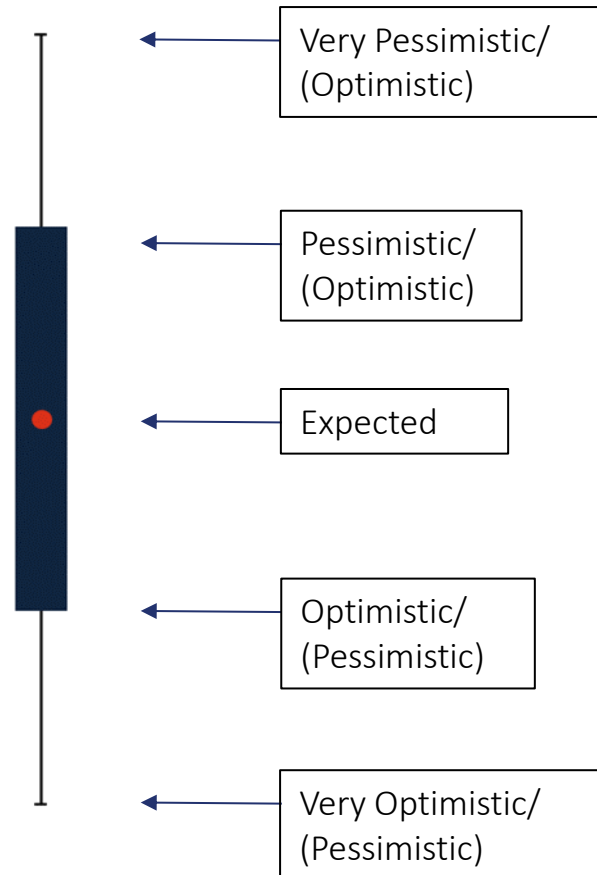 Very Pessimistic/
(Optimistic)
Pessimistic/
(Optimistic)
Expected
Optimistic/
(Pessimistic)
Very Optimistic/
(Pessimistic)